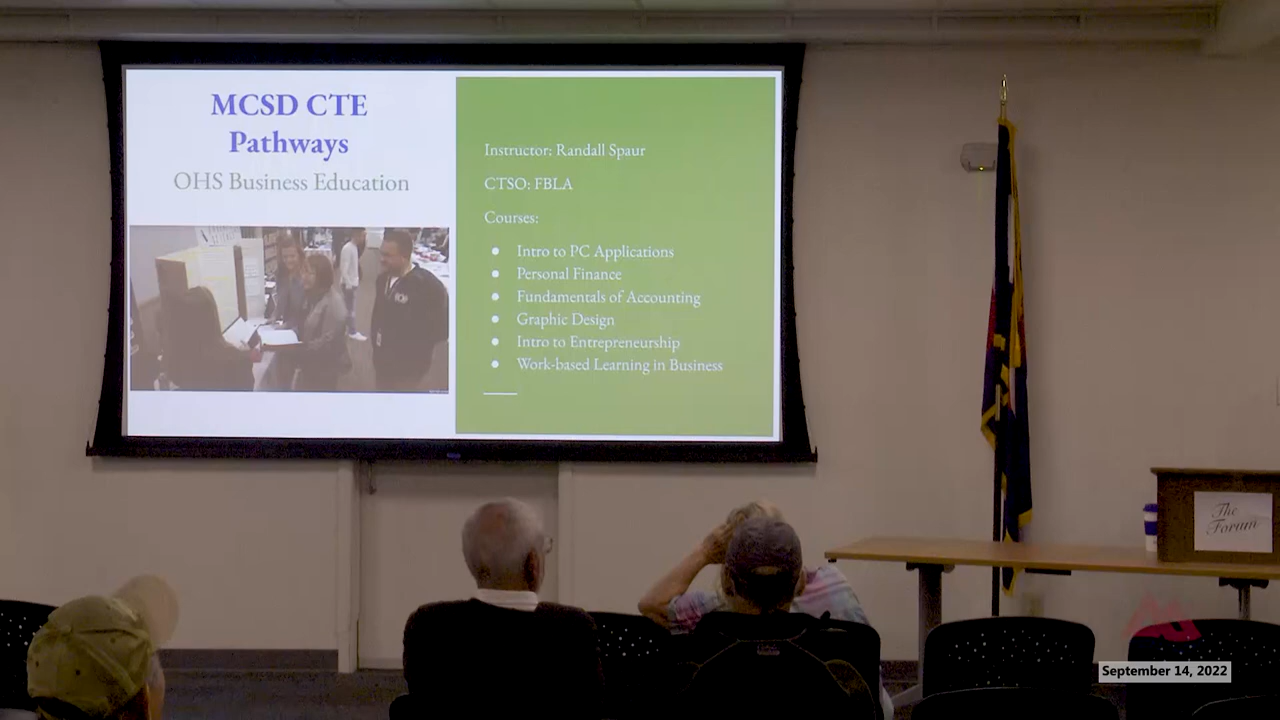 MCSD CTE
Pathways
OHS Business Education
Instructor: Randall Spaur
CTSO: FBLA
Courses:
● Intro to PC Applications
● Personal Finance
● Fundamentals of Accounting
● Graphic Design
● Intro to Entrepreneurship
● Work-based Learning in Business
The
Forum
September 14, 2022